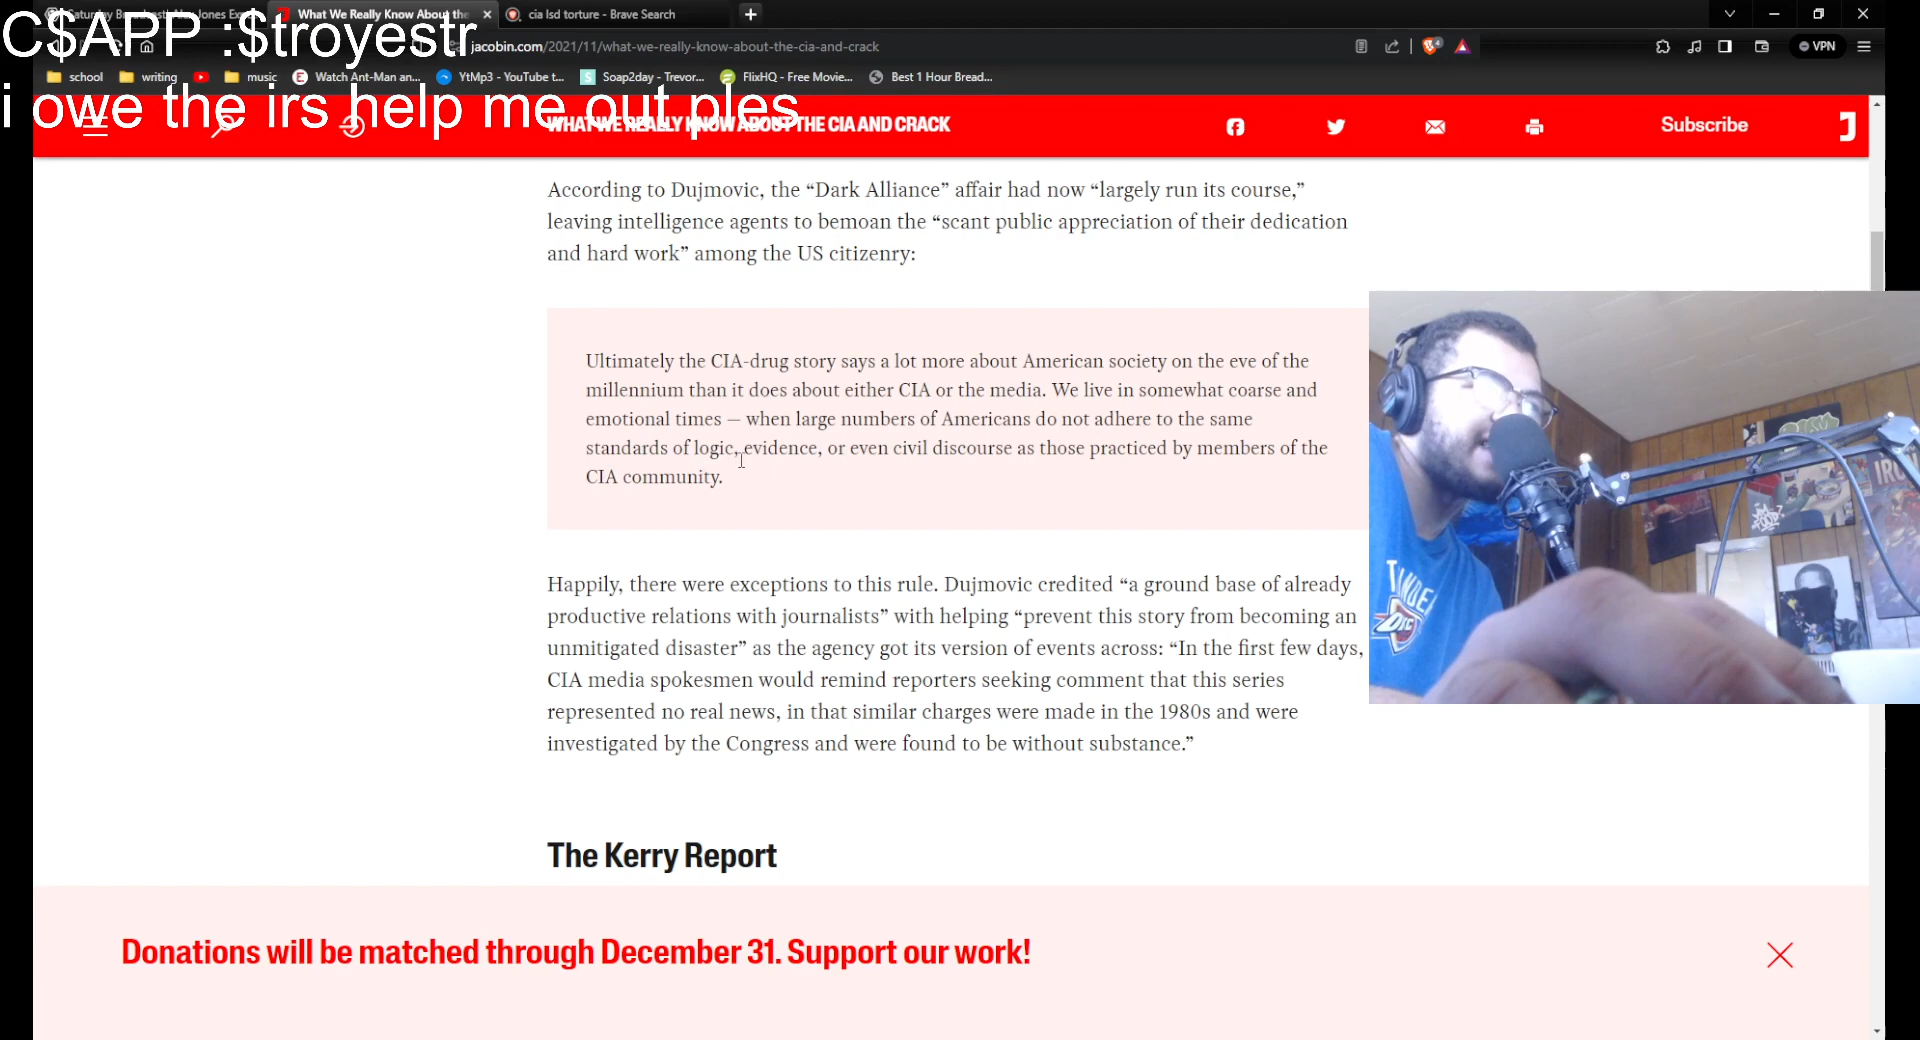 C$APP :$troyestr
i owe the irs help me out ples
Saturday Broadcast: Alex Jones Ex
What We Really Know About the
cia lsd torture - Brave Search
jacobin.com/2021/11/what-we-really-know-about-the-cia-and-crack
VPN
school
writing
music
Watch Ant-Man an...
YtMp3 - YouTube t...
Soap2day - Trevor...
FlixHQ - Free Movie...
Best 1 Hour Bread...
WHAT WE REALLY KNOW ABOUT THE CIA AND CRACK
Subscribe
According to Dujmovic, the “Dark Alliance” affair had now “largely run its course,”
leaving intelligence agents to bemoan the “scant public appreciation of their dedication
and hard work” among the US citizenry:
Ultimately the CIA-drug story says a lot more about American society on the eve of the
millennium than it does about either CIA or the media. We live in somewhat coarse and
emotional times — when large numbers of Americans do not adhere to the same
standards of logic, evidence, or even civil discourse as those practiced by members of the
CIA community.
Happily, there were exceptions to this rule. Dujmovic credited “a ground base of already
productive relations with journalists” with helping “prevent this story from becoming an
unmitigated disaster” as the agency got its version of events across: “In the first few days,
CIA media spokesmen would remind reporters seeking comment that this series
represented no real news, in that similar charges were made in the 1980s and were
investigated by the Congress and were found to be without substance.”
The Kerry Report
Donations will be matched through December 31. Support our work!
OKC
IRON